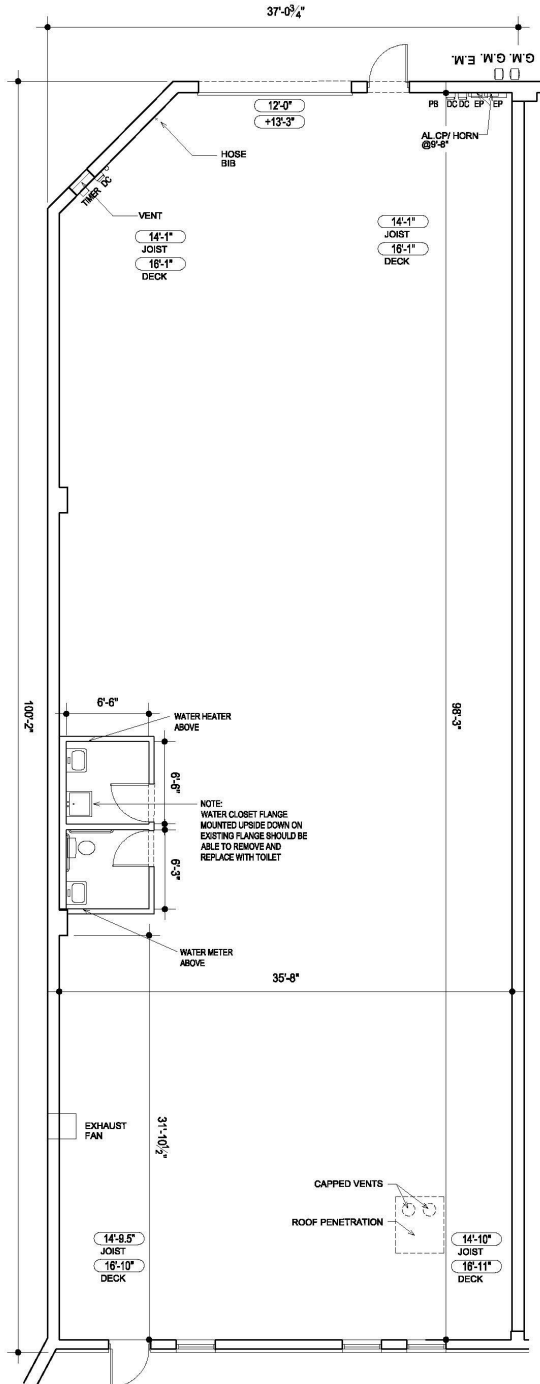 37'-0¾"
G.M. G.M. E.M.
12'-0"
+13'-3"
PB DC DC EP EP
AL.CP/ HORN
@9'-8"
HOSE
BIB
TIMER DC
VENT
14'-1"
JOIST
16'-1"
DECK
14'-1"
JOIST
16'-1"
DECK
100'-2"
98'-3"
6'-6"
WATER HEATER
ABOVE
6'-6"
NOTE:
WATER CLOSET FLANGE
MOUNTED UPSIDE DOWN ON
EXISTING FLANGE SHOULD BE
ABLE TO REMOVE AND
REPLACE WITH TOILET
6'-3"
WATER METER
ABOVE
35'-8"
EXHAUST
FAN
31'-10½"
CAPPED VENTS
ROOF PENETRATION
14'-9.5"
JOIST
16'-10"
DECK
14'-10"
JOIST
16'-11"
DECK